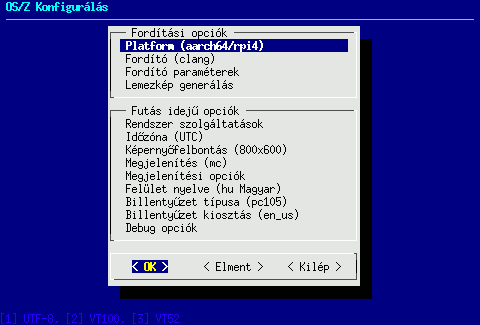 OS/Z Konfigurálás
Fordítási opciók
Platform (aarch64/rpi4)
Fordító (clang)
Fordító paraméterek
Lemezkép generálás
Futás idejű opciók
Rendszer szolgáltatások
Időzóna (UTC)
Képernyőfelbontás (800x600)
Megjelenítés (mc)
Megjelenítési opciók
Felület nyelve (hu Magyar)
Billentyűzet típusa (pc105)
Billentyűzet kiosztás (en_us)
Debug opciók
< OK > < Elment > < Kilép >
[1] UTF-8, [2] VT100, [3] VT52